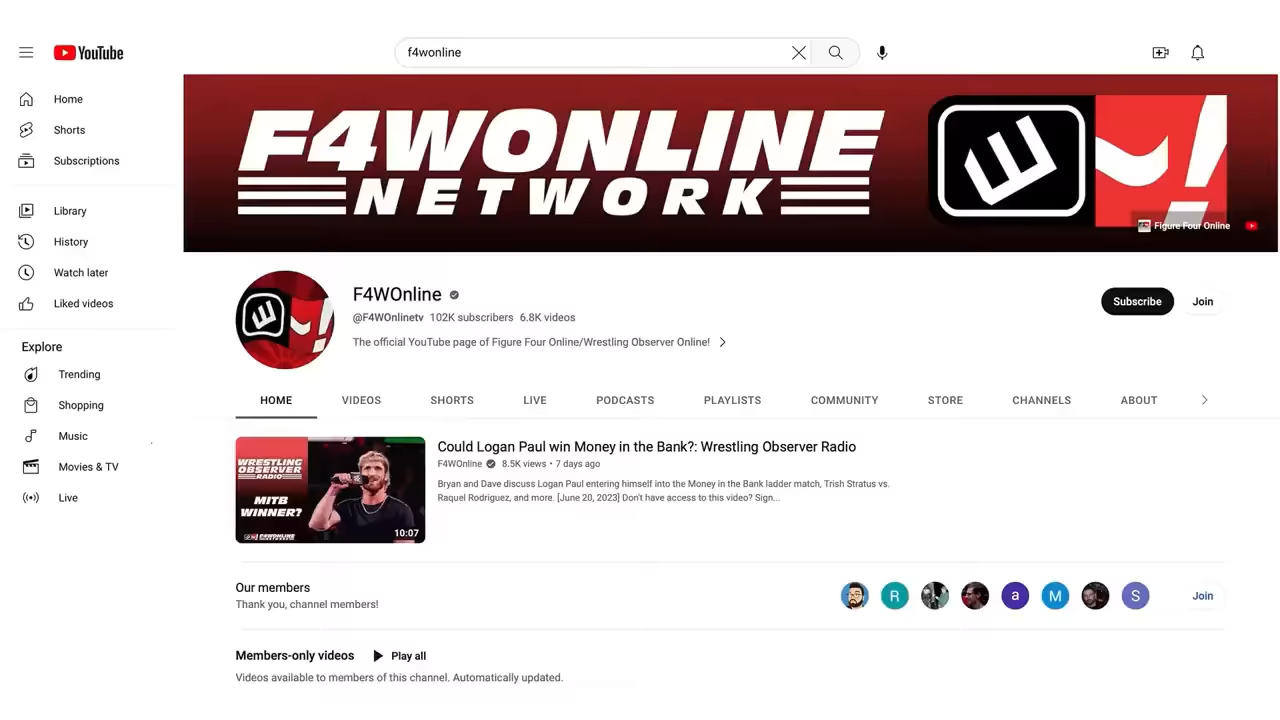 YouTube
f4wonline
Home
Shorts
Subscriptions
Library
History
Watch later
Liked videos
Explore
Trending
Shopping
Music
Movies & TV
Live
F4WONLINE
NETWORK
Figure Four Online
F4WOnline
@F4WOnlinetv 102K subscribers 6.8K videos
The official YouTube page of Figure Four Online/Wrestling Observer Online!
Subscribe
Join
HOME VIDEOS SHORTS LIVE PODCASTS PLAYLISTS COMMUNITY STORE CHANNELS ABOUT
WRESTLING
OBSERVER
RADIO
MITB
WINNER?
F4WONLINE
NETWORK
10:07
Could Logan Paul win Money in the Bank?: Wrestling Observer Radio
F4WOnline 8.5K views • 7 days ago
Bryan and Dave discuss Logan Paul entering himself into the Money in the Bank ladder match, Trish Stratus vs.
Raquel Rodriguez, and more. [June 20, 2023] Don't have access to this video? Sign...
Our members
Thank you, channel members!
R a M S
Join
Members-only videos Play all
Videos available to members of this channel. Automatically updated.